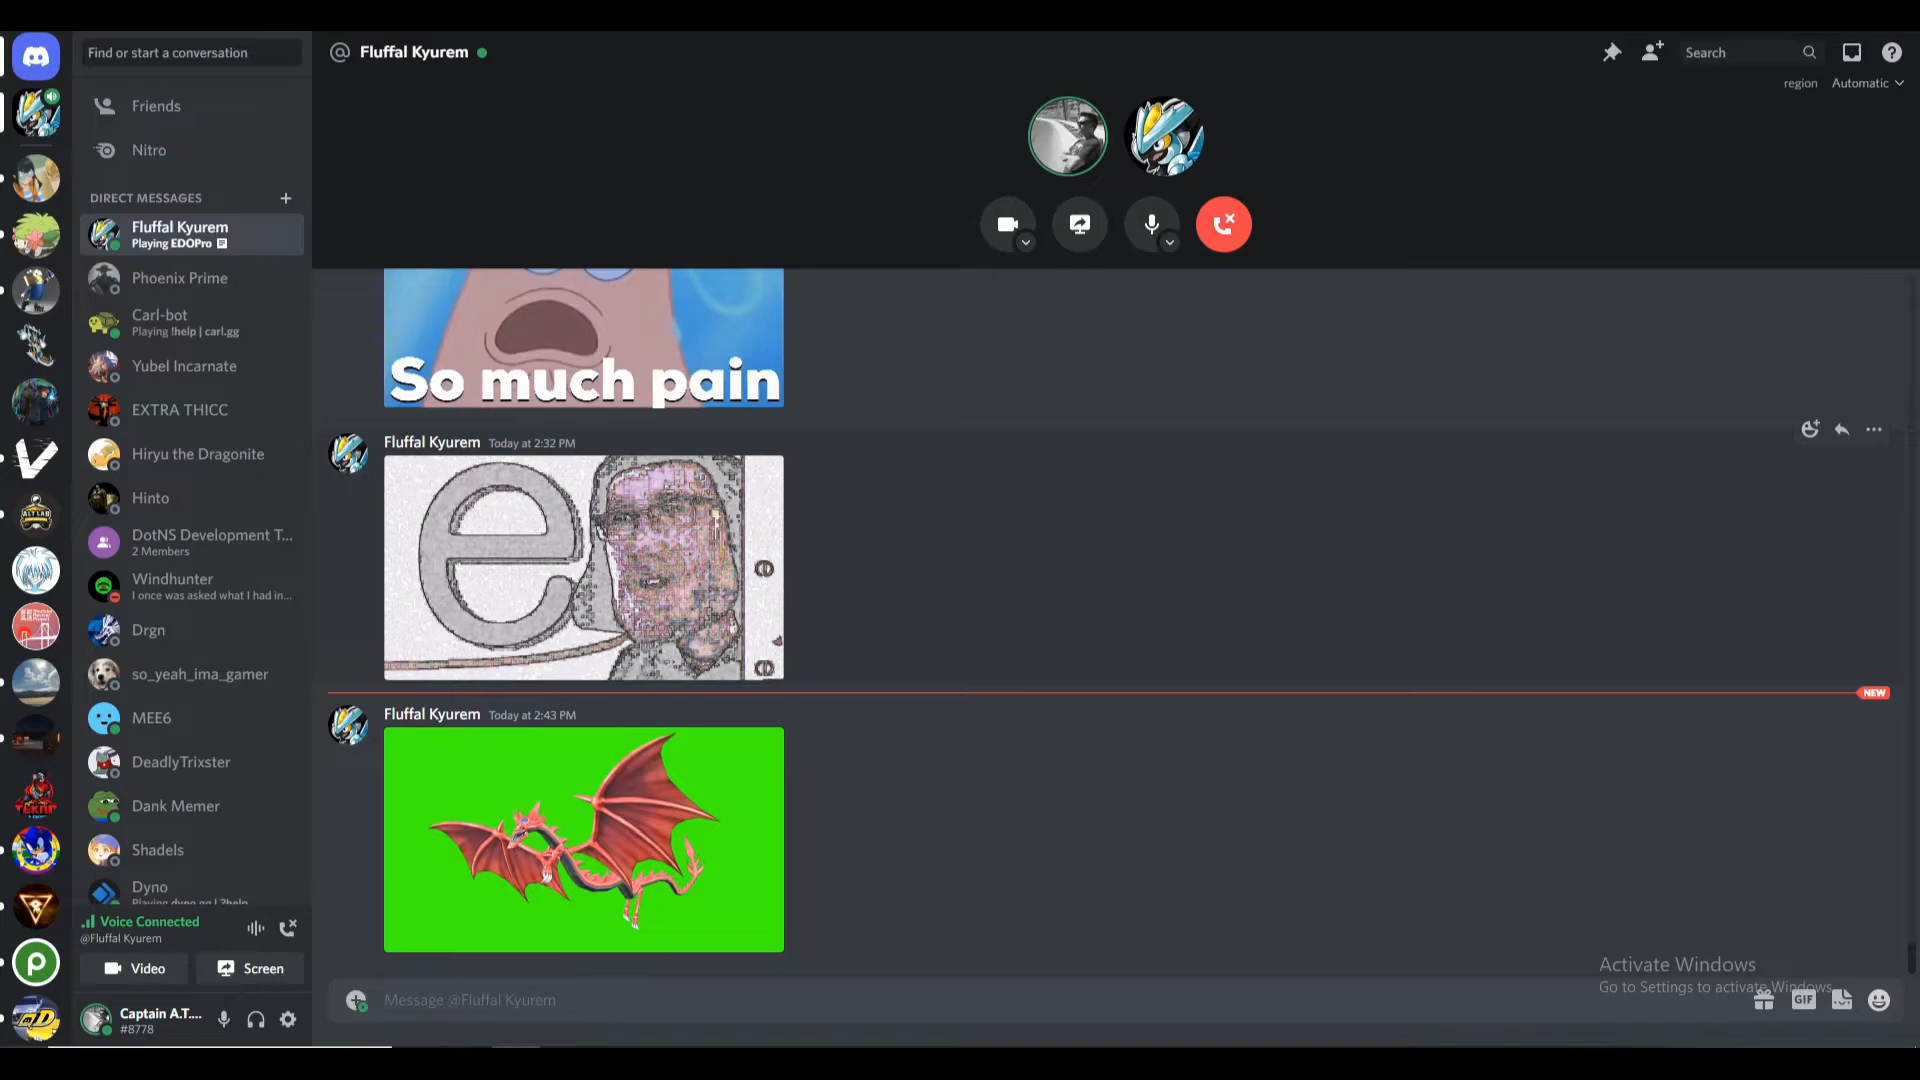 Find or start a conversation
Fluffal Kyurem
Search
region Automatic
Friends
Nitro
DIRECT MESSAGES
Fluffal Kyurem
Playing EDOPro
Phoenix Prime
Carl-bot
Playing !help | carl.gg
Yubel Incarnate
EXTRA THICC
Hiryu the Dragonite
Hinto
DotNS Development T...
2 Members
Windhunter
I once was asked what I had in...
Drgn
so_yeah_ima_gamer
MEE6
DeadlyTrixster
Dank Memer
Shadels
Dyno
Playing dyno.gg | ?help
Voice Connected
@Fluffal Kyurem
Video
Screen
Captain A.T....
#8778
So much pain
Fluffal Kyurem Today at 2:32 PM
e
NEW
Fluffal Kyurem Today at 2:43 PM
Message @Fluffal Kyurem
Activate Windows
Go to Settings to activate Windows.
GIF